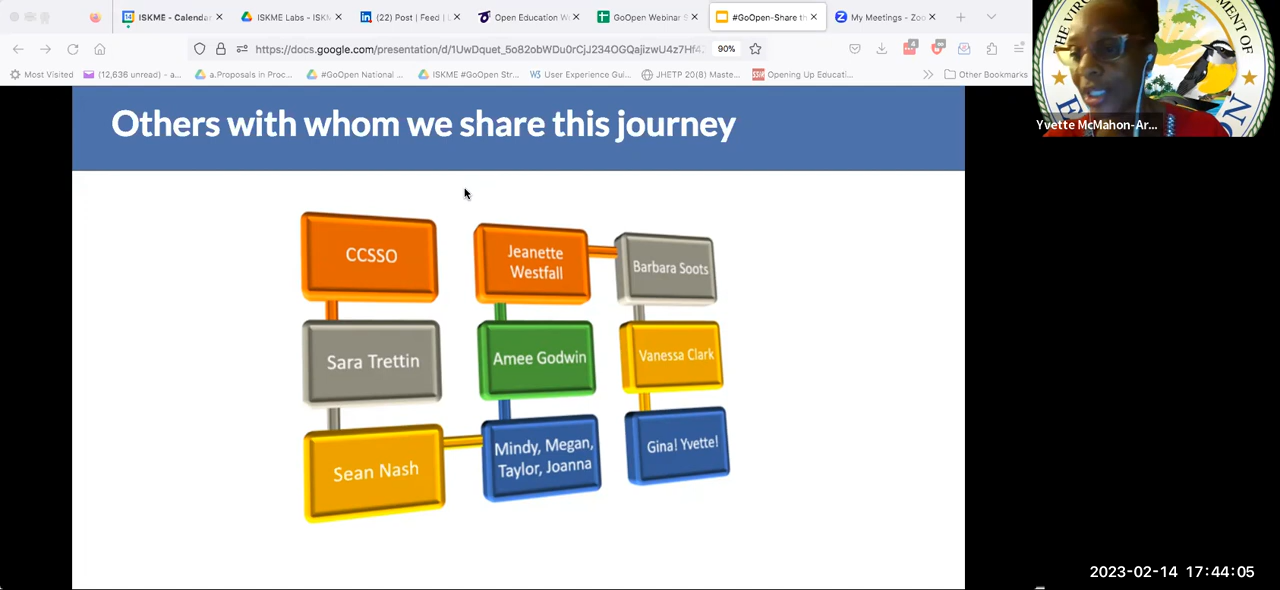 ISKME - Calenda
ISKME Labs - ISKM
(22) Post | Feed | L
Open Education W
GoOpen Webinar S
#GoOpen-Share th
My Meetings - Zoo
https://docs.google.com/presentation/d/1UwDquet_5o82obWDu0rCjJ234OGQajizwU4z7Hf4
90%
Most Visited
(12,636 unread) - a...
a.Proposals in Proc...
#GoOpen National ...
ISKME #GoOpen Str...
User Experience Gui...
JHETP 20(8) Maste...
Opening Up Educati...
Other Bookmarks
Yvette McMahon-Ar...
Others with whom we share this journey
CCSSO
Sara Trettin
Sean Nash
Mindy, Megan,
Taylor, Joanna
Amee Godwin
Jeanette
Westfall
Barbara Soots
Vanessa Clark
Gina! Yvette!
2023-02-14 17:44:05